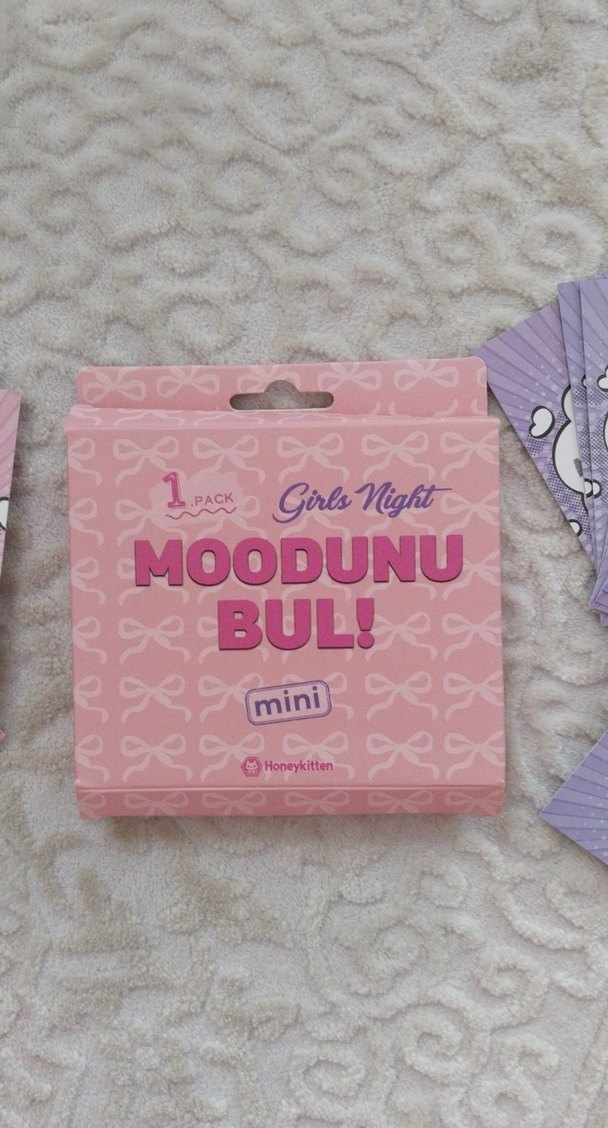 1.PACK
Girls Night
MOODUNU
BUL!
mini
Honeykitten